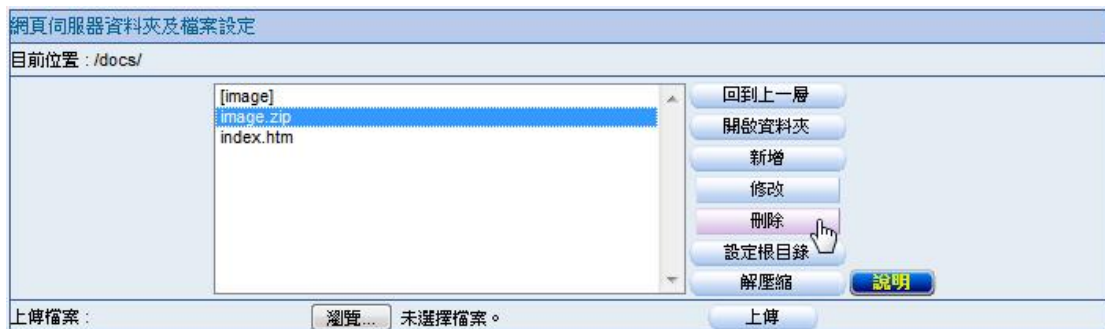 網頁伺服器資料夾及檔案設定
目前位置 : /docs/
[image]
image.zip
index.htm
回到上一層
開啟資料夾
新增
修改
刪除
設定根目錄
解壓縮
說明
上傳檔案 :
瀏覽... 未選擇檔案。
上傳